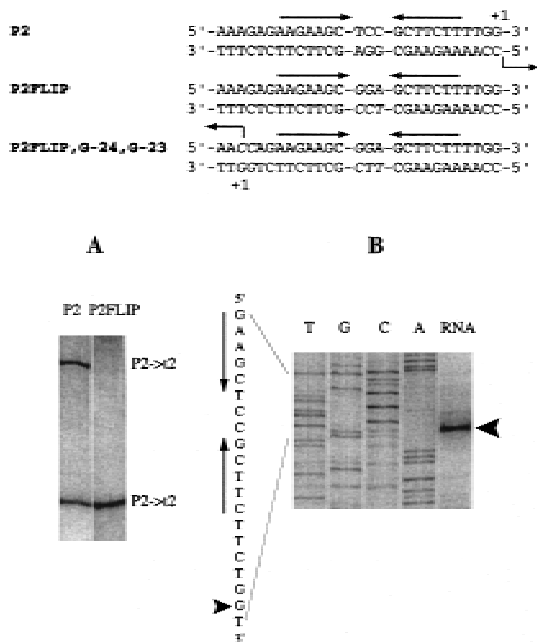 +1
P2 5'-AAAGAGAAGAAGC-TCC-GCTTCTTTTGG-3'
3'-TTTCTCTTCTTCG-AGG-CGAAGAAAACC-5'
P2FLIP 5'-AAAGAGAAGAAGC-GGA-GCTTCTTTTGG-3'
3'-TTTCTCTTCTTCG-CCT-CGAAGAAAACC-5'
P2FLIP,G-24,G-23 5'-AACCAGAAGAAGC-GGA-GCTTCTTTTGG-3'
3'-TTGGTCTTCTTCG-CTT-CGAAGAAAACC-5'
+1
A
P2 P2FLIP
P2->t2
P2->t2
B
T G C A RNA
5'
G
A
A
G
C
T
C
C
G
C
T
T
C
T
T
C
T
G
G
T